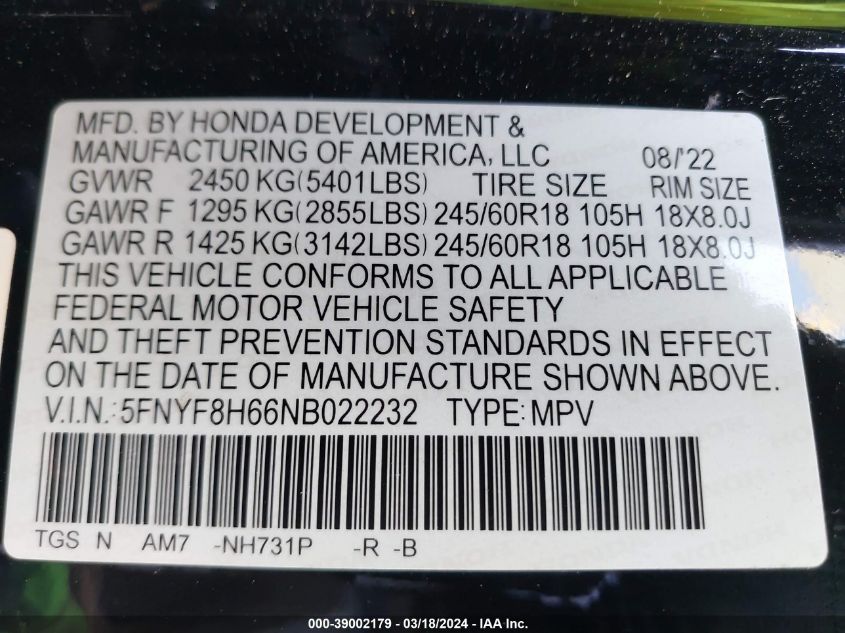 MFD. BY HONDA DEVELOPMENT &
MANUFACTURING OF AMERICA, LLC 08/'22
GVWR 2450 KG(5401LBS) TIRE SIZE RIM SIZE
GAWR F 1295 KG(2855LBS) 245/60R18 105H 18X8.0J
GAWR R 1425 KG(3142LBS) 245/60R18 105H 18X8.0J
THIS VEHICLE CONFORMS TO ALL APPLICABLE
FEDERAL MOTOR VEHICLE SAFETY
AND THEFT PREVENTION STANDARDS IN EFFECT
ON THE DATE OF MANUFACTURE SHOWN ABOVE.
V.I.N.: 5FNYF8H66NB022232 TYPE: MPV
TGS N AM7 -NH731P -R -B
000-39002179 - 03/18/2024 - IAA Inc.